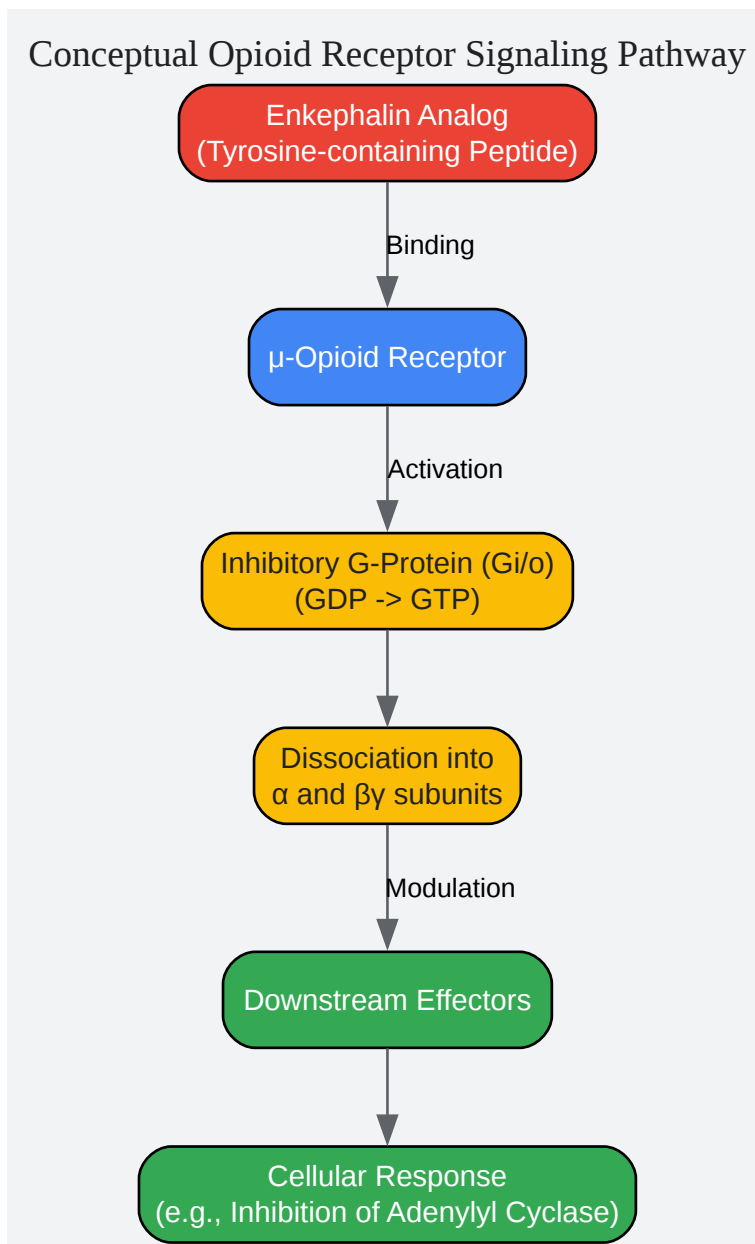 Conceptual Opioid Receptor Signaling Pathway
Enkephalin Analog
(Tyrosine-containing Peptide)
Binding
μ-Opioid Receptor
Activation
Inhibitory G-Protein (Gi/o)
(GDP -> GTP)
Dissociation into
α and βγ subunits
Modulation
Downstream Effectors
Cellular Response
(e.g., Inhibition of Adenylyl Cyclase)